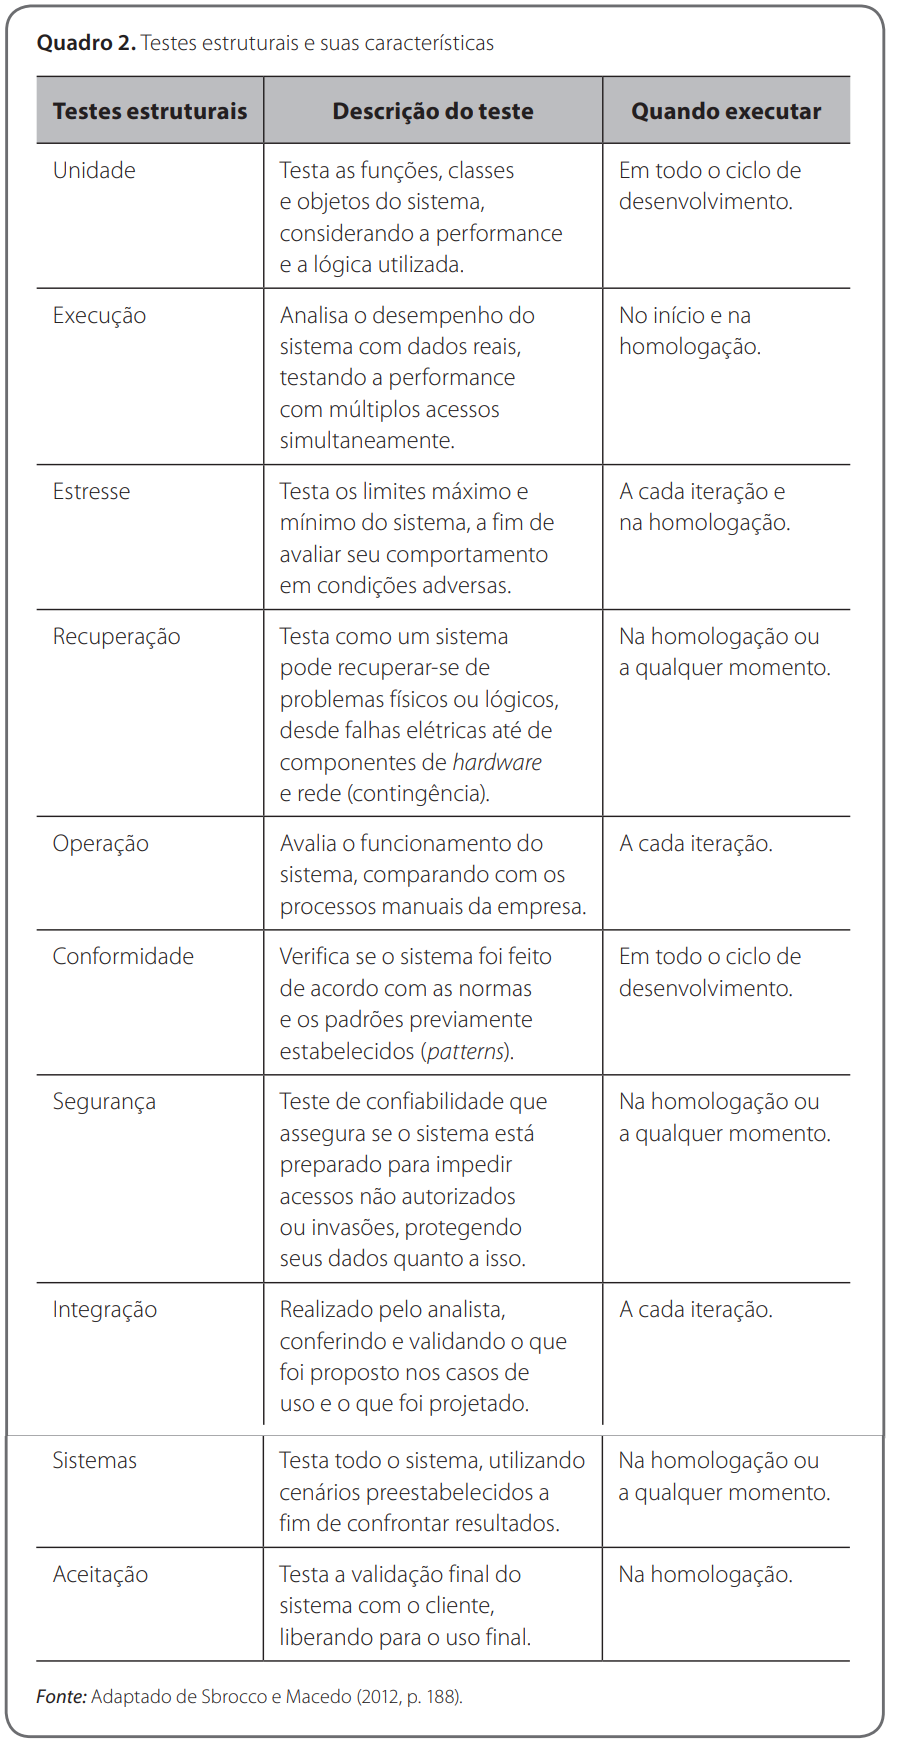 Quadro 2. Testes estruturais e suas características
Testes estruturais Descrição do teste Quando executar
Unidade Testa as funções, classes Em todo o ciclo de
e objetos do sistema, desenvolvimento.
considerando a performance
e a lógica utilizada.
Execução Analisa o desempenho do No início e na
sistema com dados reais, homologação.
testando a performance
com múltiplos acessos
simultaneamente.
Estresse Testa os limites máximo e A cada iteração e
mínimo do sistema, a fim de na homologação.
avaliar seu comportamento
em condições adversas.
Recuperação Testa como um sistema Na homologação ou
pode recuperar-se de a qualquer momento.
problemas físicos ou lógicos,
desde falhas elétricas até de
componentes de hardware
e rede (contingência).
Operação Avalia o funcionamento do A cada iteração.
sistema, comparando com os
processos manuais da empresa.
Conformidade Verifica se o sistema foi feito Em todo o ciclo de
de acordo com as normas desenvolvimento.
e os padrões previamente
estabelecidos (patterns).
Segurança Teste de confiabilidade que Na homologação ou
assegura se o sistema está a qualquer momento.
preparado para impedir
acessos não autorizados
ou invasões, protegendo
seus dados quanto a isso.
Integração Realizado pelo analista, A cada iteração.
conferindo e validando o que
foi proposto nos casos de
uso e o que foi projetado.
Sistemas Testa todo o sistema, utilizando Na homologação ou
cenários preestabelecidos a a qualquer momento.
fim de confrontar resultados.
Aceitação Testa a validação final do Na homologação.
sistema com o cliente,
liberando para o uso final.
Fonte: Adaptado de Sbrocco e Macedo (2012, p. 188).